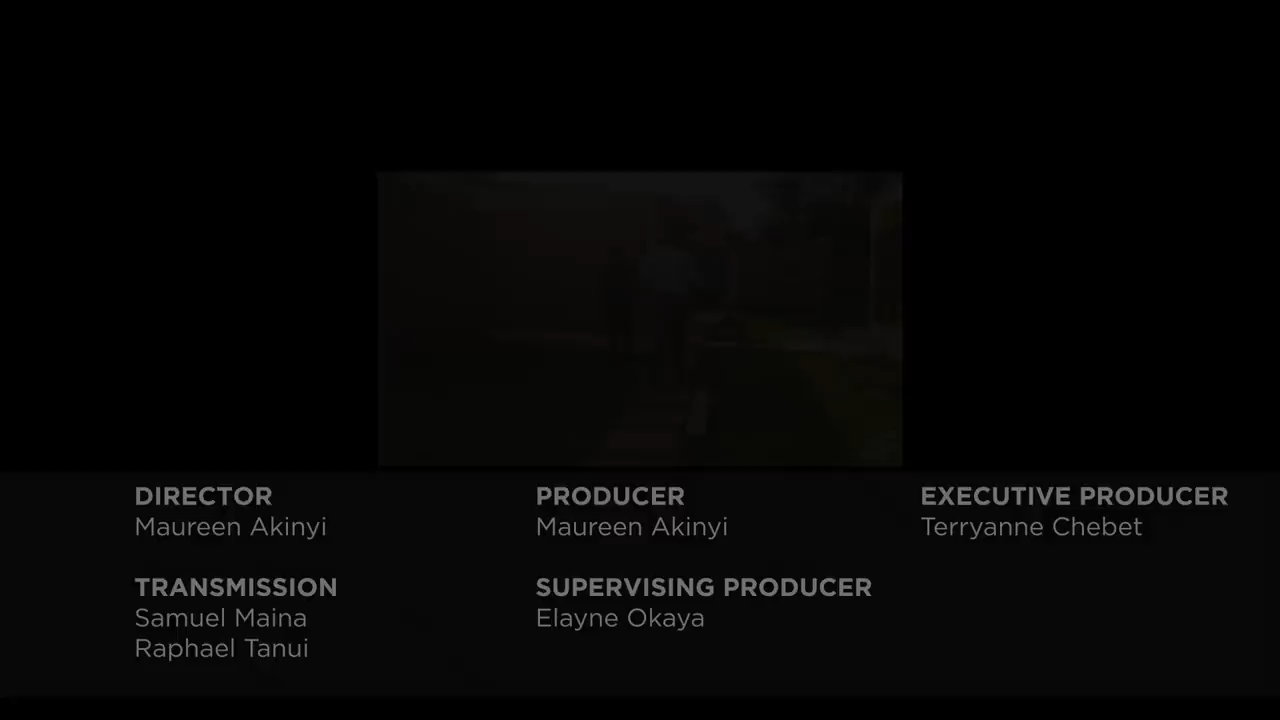 DIRECTOR
Maureen Akinyi
PRODUCER
Maureen Akinyi
EXECUTIVE PRODUCER
Terryanne Chebet
TRANSMISSION
Samuel Maina
Raphael Tanui
SUPERVISING PRODUCER
Elayne Okaya